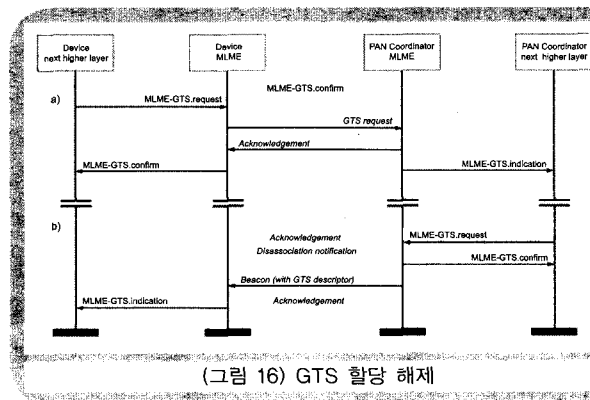 Device
next higher layer
Device
MLME
PAN Coordinator
MLME
PAN Coordinator
next higher layer
MLME-GTS.confirm
a)
MLME-GTS.request
GTS request
Acknowledgement
MLME-GTS.confirm
MLME-GTS.indication
b)
Acknowledgement
MLME-GTS.request
Disassociation notification
MLME-GTS.confirm
Beacon (with GTS descriptor)
MLME-GTS.indication
Acknowledgement
(그림 16) GTS 할당 해제